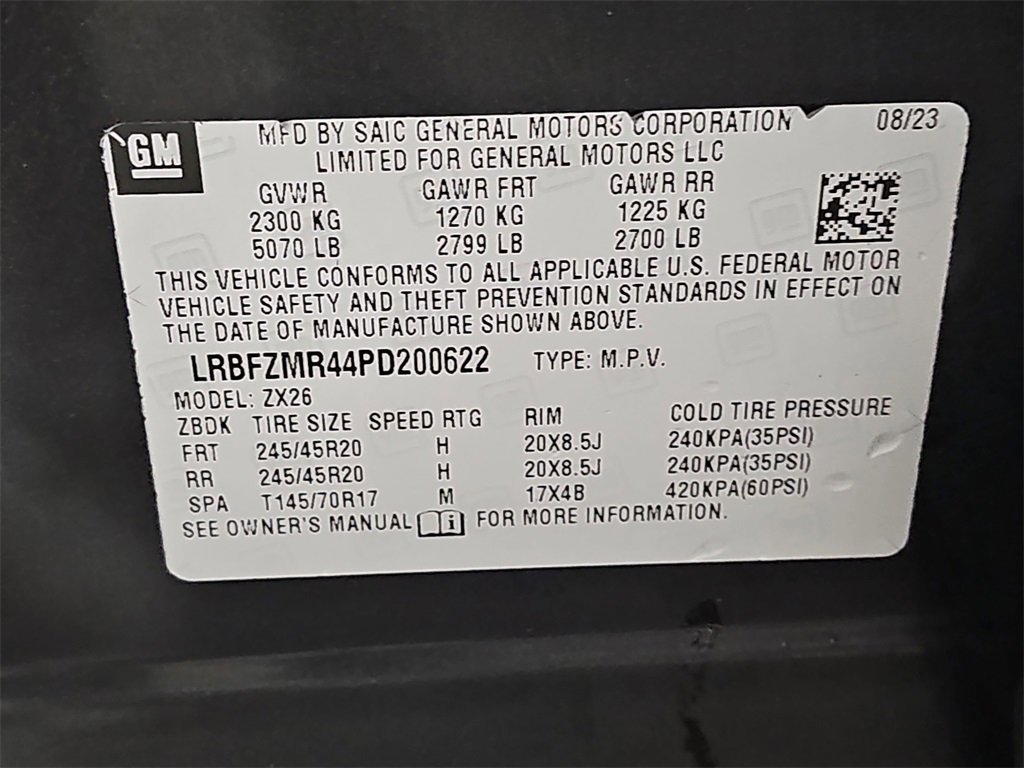 GM
MFD BY SAIC GENERAL MOTORS CORPORATION 08/23
LIMITED FOR GENERAL MOTORS LLC
GVWR GAWR FRT GAWR RR
2300 KG 1270 KG 1225 KG
5070 LB 2799 LB 2700 LB
THIS VEHICLE CONFORMS TO ALL APPLICABLE U.S. FEDERAL MOTOR
VEHICLE SAFETY AND THEFT PREVENTION STANDARDS IN EFFECT ON
THE DATE OF MANUFACTURE SHOWN ABOVE.
LRBFZMR44PD200622 TYPE: M.P.V.
MODEL: ZX26
ZBDK TIRE SIZE SPEED RTG RIM COLD TIRE PRESSURE
FRT 245/45R20 H 20X8.5J 240KPA(35PSI)
RR 245/45R20 H 20X8.5J 240KPA(35PSI)
SPA T145/70R17 M 17X4B 420KPA(60PSI)
SEE OWNER'S MANUAL i FOR MORE INFORMATION.